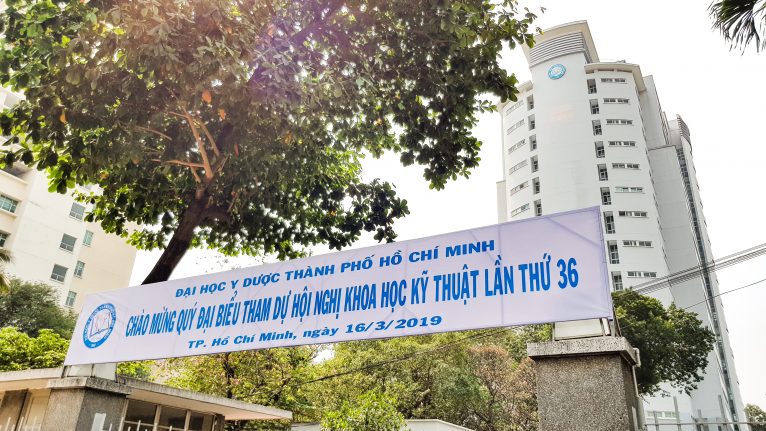 ĐẠI HỌC Y DƯỢC THÀNH PHỐ HỒ CHÍ MINH
CHÀO MỪNG QUÝ ĐẠI BIỂU THAM DỰ HỘI NGHỊ KHOA HỌC KỸ THUẬT LẦN THỨ 36
TP. Hồ Chí Minh, ngày 16/3/2019